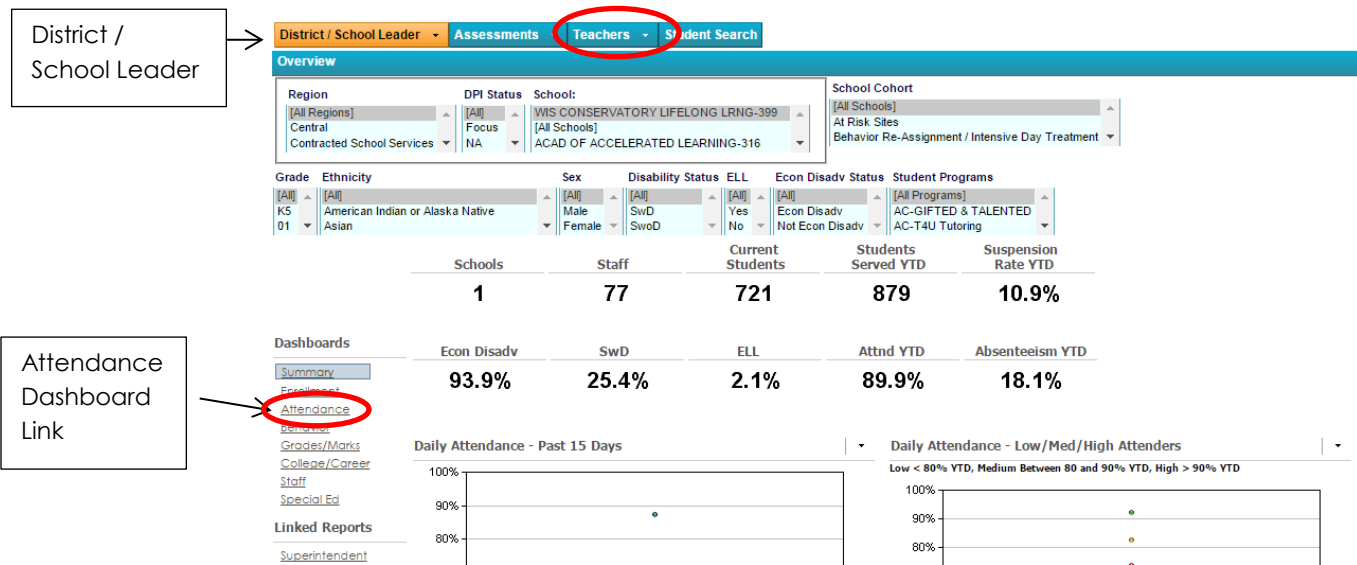 District /
School Leader
District / School Leader Assessments Teachers Student Search
Overview
Region DPI Status School: School Cohort
[All Regions] [All] WIS CONSERVATORY LIFELONG LRNG-399 [All Schools]
Central Focus [All Schools] At Risk Sites
Contracted School Services NA ACAD OF ACCELERATED LEARNING-316 Behavior Re-Assignment / Intensive Day Treatment
Grade Ethnicity Sex Disability Status ELL Econ Disadv Status Student Programs
[All] [All] [All] [All] [All] [All] [All Programs]
K5 American Indian or Alaska Native Male SwD Yes Econ Disadv AC-GIFTED & TALENTED
01 Asian Female SwoD No Not Econ Disadv AC-T4U Tutoring
Schools Staff Current Students Students Served YTD Suspension Rate YTD
1 77 721 879 10.9%
Attendance
Dashboard
Link
Dashboards
Summary
Enrollment
Attendance
Behavior
Grades/Marks
College/Career
Staff
Special Ed
Linked Reports
Superintendent
Econ Disadv SwD ELL Attnd YTD Absenteeism YTD
93.9% 25.4% 2.1% 89.9% 18.1%
Daily Attendance - Past 15 Days
100%
90%
80%
Daily Attendance - Low/Med/High Attenders
Low < 80% YTD, Medium Between 80 and 90% YTD, High > 90% YTD
100%
90%
80%